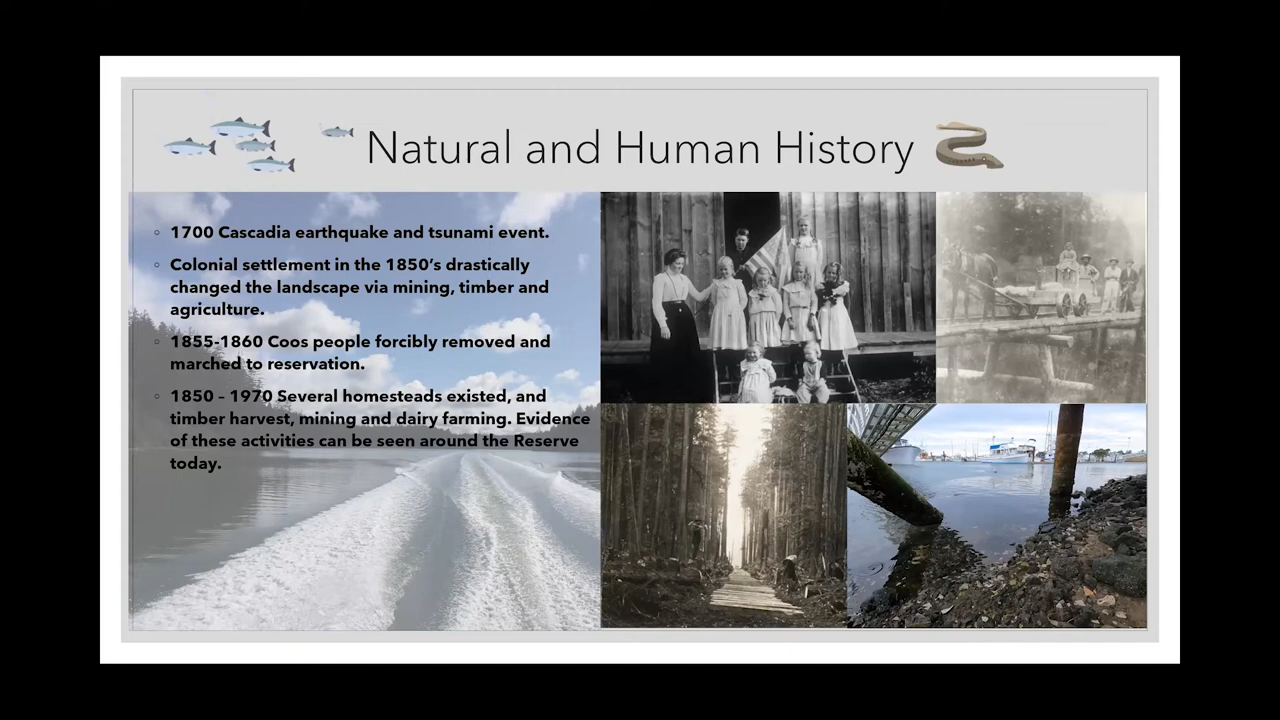 Natural and Human History
◦ 1700 Cascadia earthquake and tsunami event.
◦ Colonial settlement in the 1850’s drastically
changed the landscape via mining, timber and
agriculture.
◦ 1855-1860 Coos people forcibly removed and
marched to reservation.
◦ 1850 – 1970 Several homesteads existed, and
timber harvest, mining and dairy farming. Evidence
of these activities can be seen around the Reserve
today.